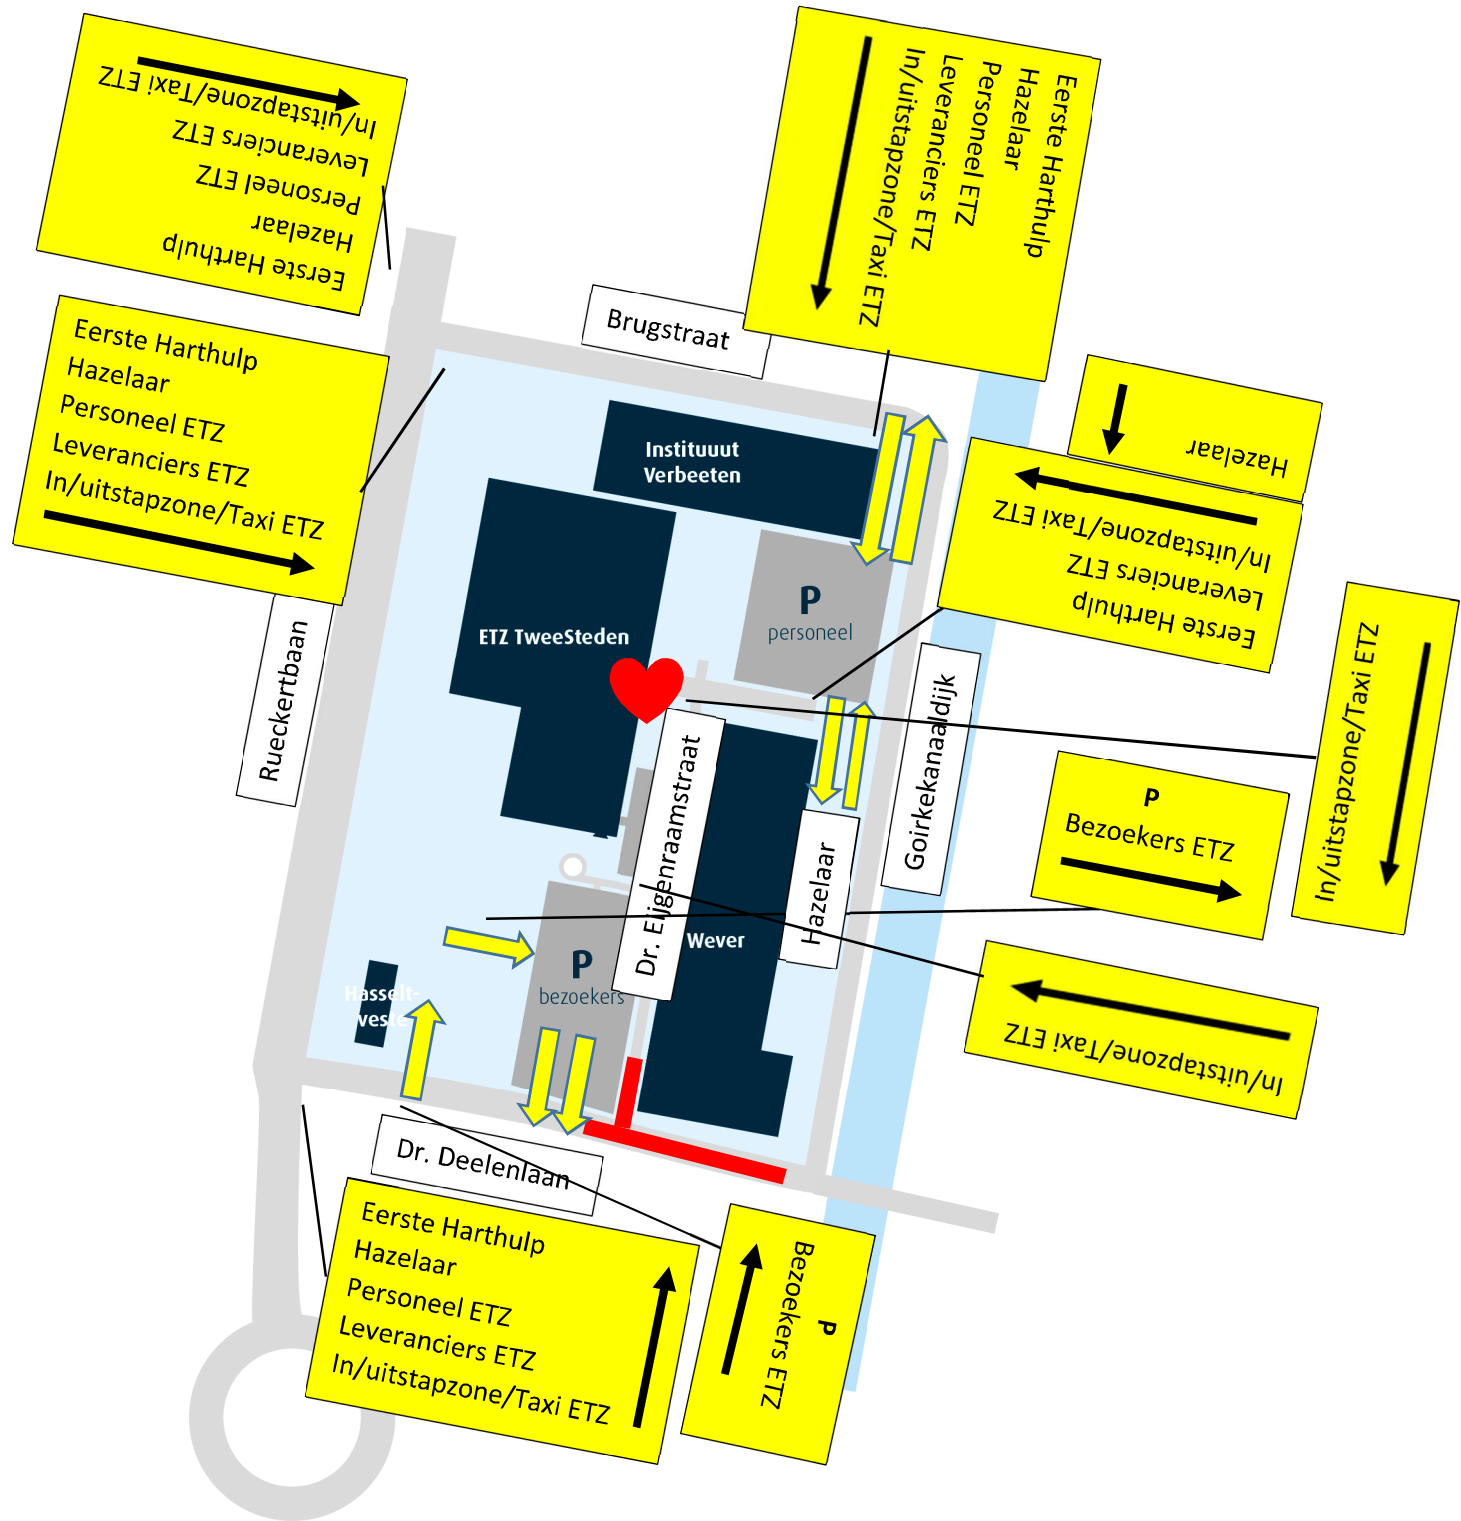 In/uitstapzone/Taxi ETZ
Leveranciers ETZ
Personeel ETZ
Hazelaar
Eerste Harthulp
Eerste Harthulp
Hazelaar
Personeel ETZ
Leveranciers ETZ
In/uitstapzone/Taxi ETZ
Brugstraat
Eerste Harthulp
Hazelaar
Personeel ETZ
Leveranciers ETZ
In/uitstapzone/Taxi ETZ
Hazelaar
In/uitstapzone/Taxi ETZ
Leveranciers ETZ
Eerste Harthulp
Instituuut
Verbeeten
P
personeel
ETZ TweeSteden
Rueckertbaan
Dr. Eijgenraamstraat
Goirkekanaaldijk
Hazelaar
In/uitstapzone/Taxi ETZ
P
Bezoekers ETZ
Wever
P
bezoekers
Hasselt-
veste
In/uitstapzone/Taxi ETZ
Dr. Deelenlaan
Eerste Harthulp
Hazelaar
Personeel ETZ
Leveranciers ETZ
In/uitstapzone/Taxi ETZ
P
Bezoekers ETZ